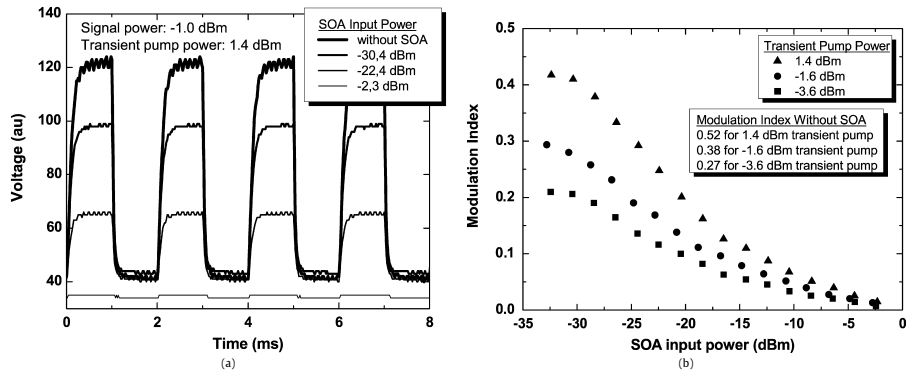 (a)
Signal power: -1.0 dBm
Transient pump power: 1.4 dBm
SOA Input Power
without SOA
-30,4 dBm
-22,4 dBm
-2,3 dBm
Voltage (au)
120
100
80
60
40
0
2
4
6
8
Time (ms)
(a)
(b)
Transient Pump Power
1.4 dBm
-1.6 dBm
-3.6 dBm
Modulation Index Without SOA
0.52 for 1.4 dBm transient pump
0.38 for -1.6 dBm transient pump
0.27 for -3.6 dBm transient pump
Modulation Index
0.5
0.4
0.3
0.2
0.1
0.0
-35
-30
-25
-20
-15
-10
-5
0
SOA input power (dBm)
(b)